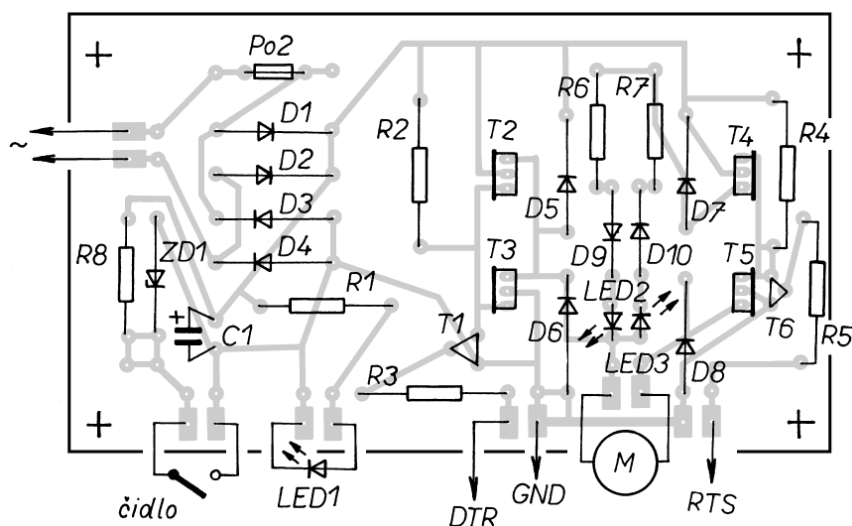 Po2
D1
R6
R7
R2
T2
T4
R4
~
D2
D3
D5
D7
R8
ZD1
D4
T3
D9
D10
T5
R1
LED2
+
C1
T1
D6
T6
R5
R3
LED3
D8
M
čidlo
LED1
DTR
GND
RTS